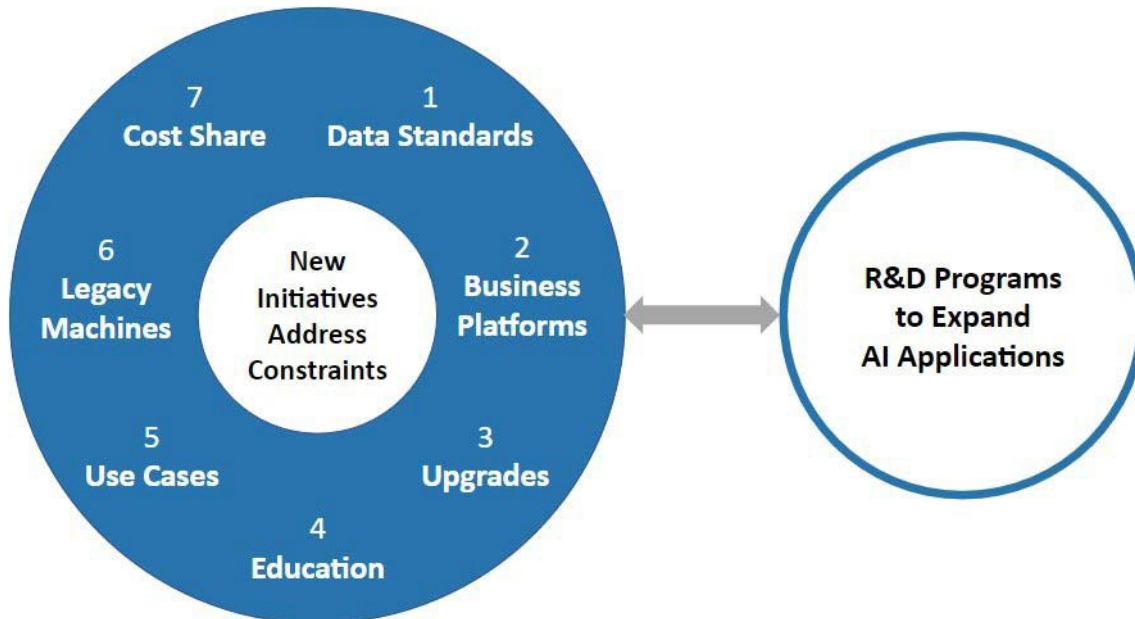 7
Cost Share
1
Data Standards
6
Legacy
Machines
New
Initiatives
Address
Constraints
2
Business
Platforms
5
Use Cases
3
Upgrades
4
Education
R&D Programs
to Expand
AI Applications